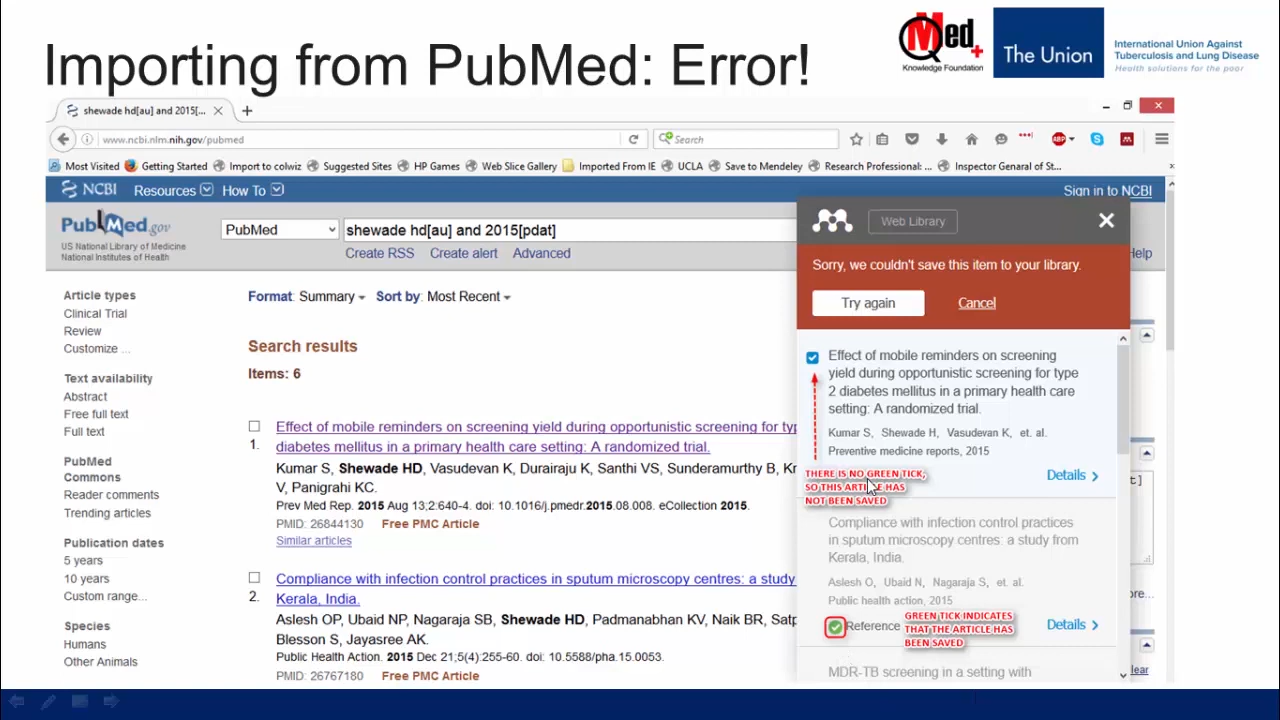 Importing from PubMed: Error!
QMed+
Knowledge Foundation
The Union
International Union Against
Tuberculosis and Lung Disease
Health solutions for the poor
shewade hd[au] and 2015[...
www.ncbi.nlm.nih.gov/pubmed
Search
ABP
Most Visited Getting Started Import to colwiz Suggested Sites HP Games Web Slice Gallery Imported From IE UCLA Save to Mendeley Research Professional: ... Inspector General of St...
NCBI Resources How To
Sign in to NCBI
PubMed.gov
US National Library of Medicine
National Institutes of Health
PubMed
shewade hd[au] and 2015[pdat]
Create RSS Create alert Advanced
Help
Article types
Clinical Trial
Review
Customize ...
Text availability
Abstract
Free full text
Full text
PubMed
Commons
Reader comments
Trending articles
Publication dates
5 years
10 years
Custom range...
Species
Humans
Other Animals
Format: Summary Sort by: Most Recent
Search results
Items: 6
1.
Effect of mobile reminders on screening yield during opportunistic screening for typ
diabetes mellitus in a primary health care setting: A randomized trial.
Kumar S, Shewade HD, Vasudevan K, Durairaju K, Santhi VS, Sunderamurthy B, Kr
V, Panigrahi KC.
Prev Med Rep. 2015 Aug 13;2:640-4. doi: 10.1016/j.pmedr.2015.08.008. eCollection 2015.
PMID: 26844130 Free PMC Article
Similar articles
2.
Compliance with infection control practices in sputum microscopy centres: a study
Kerala, India.
Aslesh OP, Ubaid NP, Nagaraja SB, Shewade HD, Padmanabhan KV, Naik BR, Satp
Blesson S, Jayasree AK.
Public Health Action. 2015 Dec 21;5(4):255-60. doi: 10.5588/pha.15.0053.
PMID: 26767180 Free PMC Article
Web Library
Sorry, we couldn't save this item to your library.
Try again Cancel
Effect of mobile reminders on screening
yield during opportunistic screening for type
2 diabetes mellitus in a primary health care
setting: A randomized trial.
Kumar S, Shewade H, Vasudevan K, et. al.
Preventive medicine reports, 2015
Details
THERE IS NO GREEN TICK,
SO THIS ARTICLE HAS
NOT BEEN SAVED
Compliance with infection control practices
in sputum microscopy centres: a study from
Kerala, India.
Aslesh O, Ubaid N, Nagaraja S, et. al.
Public health action, 2015
Reference
GREEN TICK INDICATES
THAT THE ARTICLE HAS
BEEN SAVED
Details
MDR-TB screening in a setting with
t]
ore...
lear